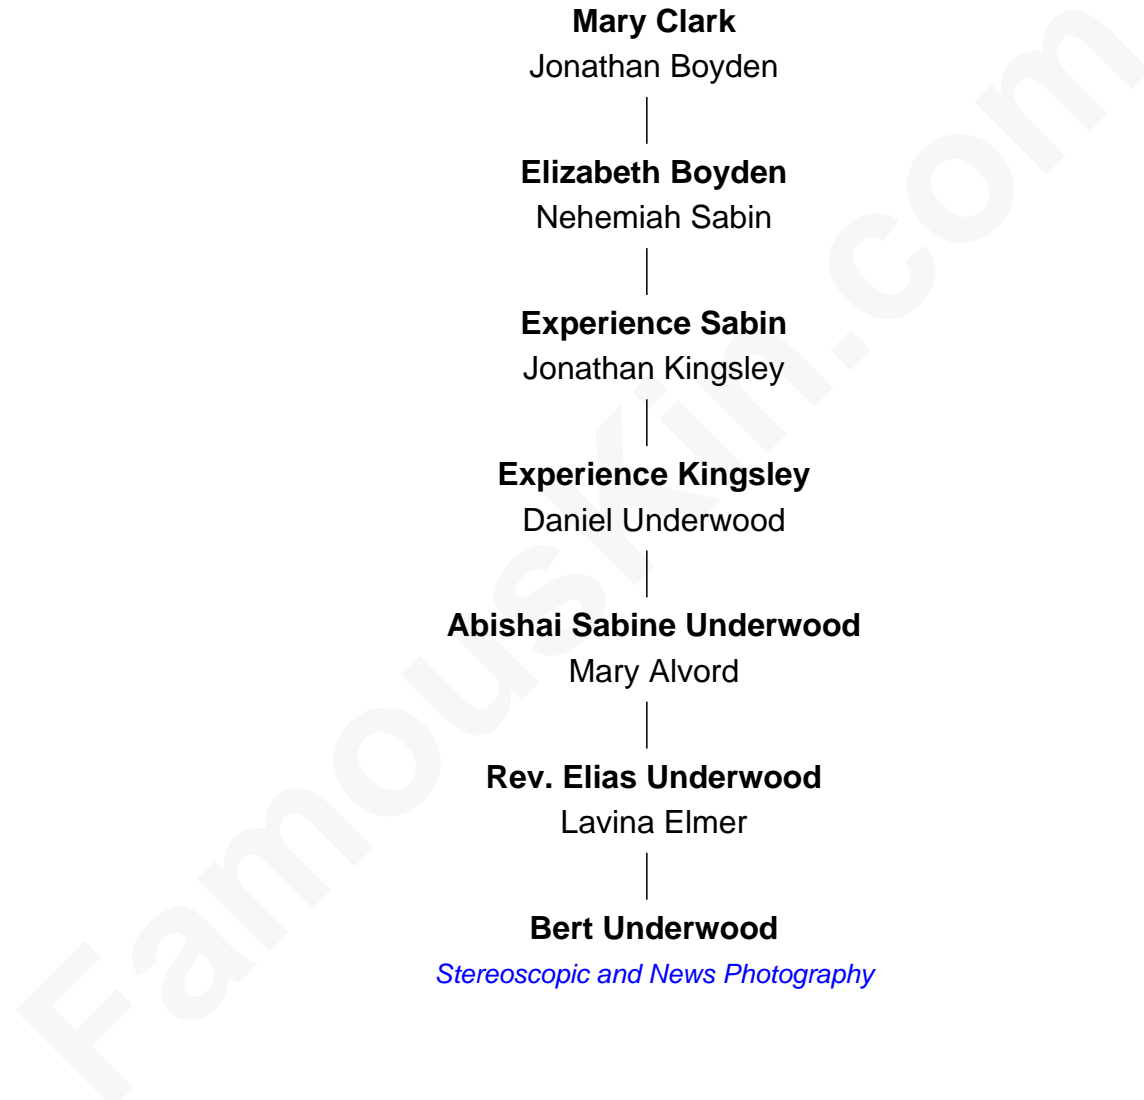 Mary Clark
Jonathan Boyden
Elizabeth Boyden
Nehemiah Sabin
Experience Sabin
Jonathan Kingsley
Experience Kingsley
Daniel Underwood
Abishai Sabine Underwood
Mary Alvord
Rev. Elias Underwood
Lavina Elmer
Bert Underwood
Stereoscopic and News Photography
FamousKin.com